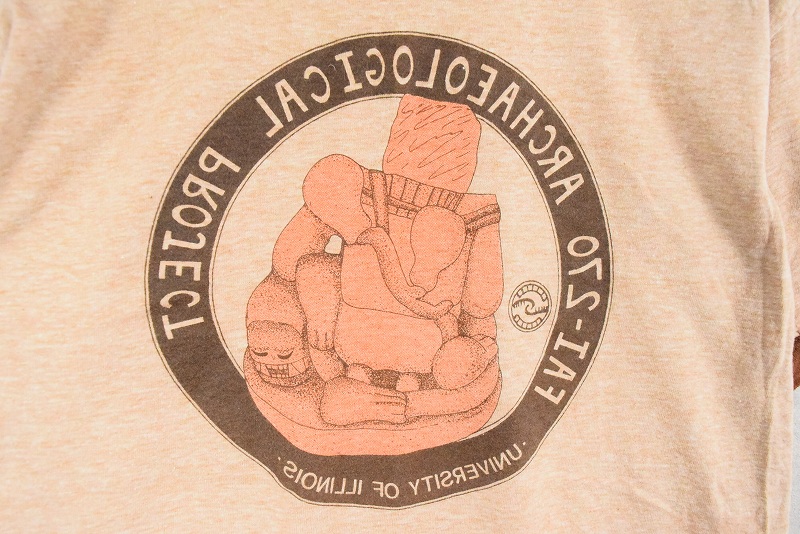 FAI-270 ARCHAEOLOGICAL PROJECT
· UNIVERSITY OF ILLINOIS ·